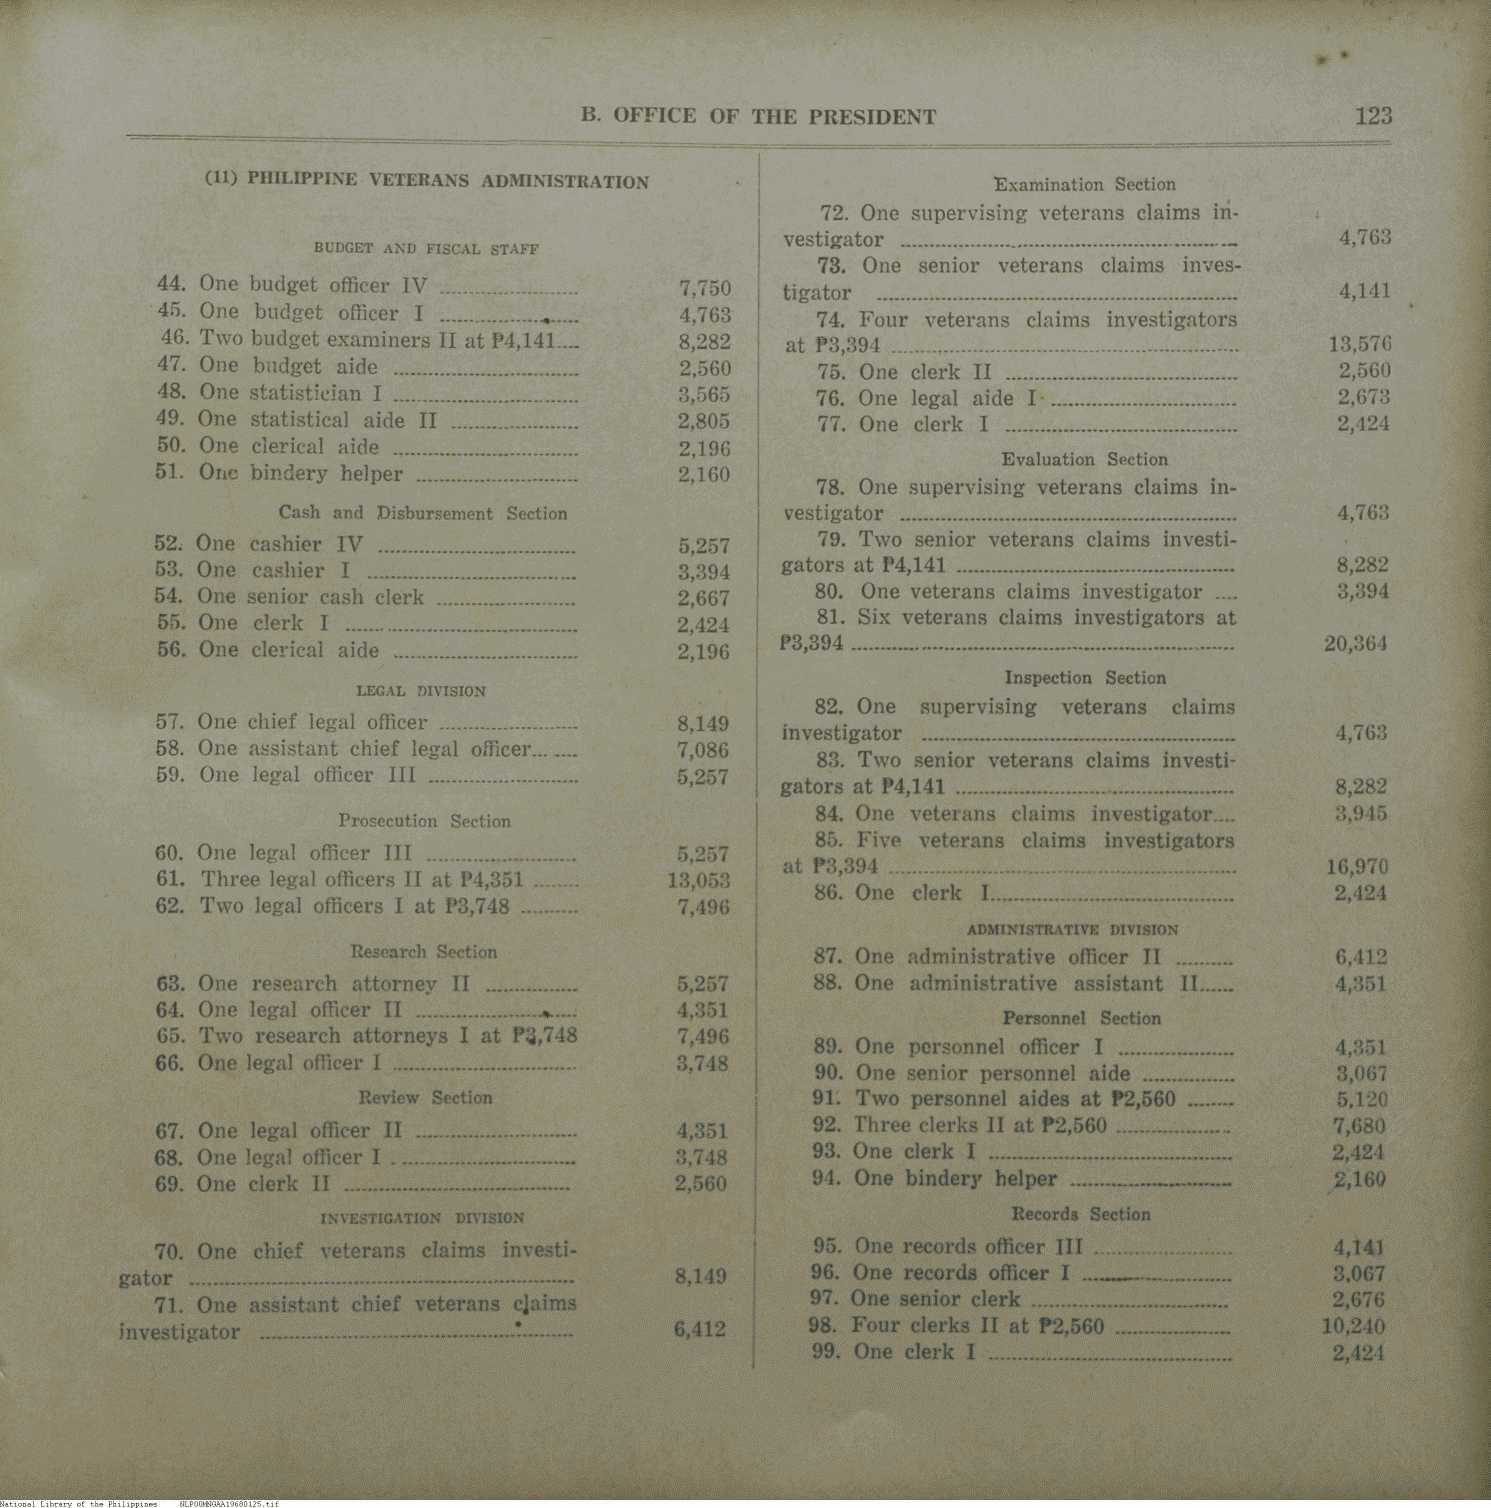 B. OFFICE OF THE PRESIDENT 123
(11) PHILIPPINE VETERANS ADMINISTRATION
BUDGET AND FISCAL STAFF
44. One budget officer IV 7,750
45. One budget officer I 4,763
46. Two budget examiners II at ₱4,141 8,282
47. One budget aide 2,560
48. One statistician I 3,565
49. One statistical aide II 2,805
50. One clerical aide 2,196
51. One bindery helper 2,160
Cash and Disbursement Section
52. One cashier IV 5,257
53. One cashier I 3,394
54. One senior cash clerk 2,667
55. One clerk I 2,424
56. One clerical aide 2,196
LEGAL DIVISION
57. One chief legal officer 8,149
58. One assistant chief legal officer 7,086
59. One legal officer III 5,257
Prosecution Section
60. One legal officer III 5,257
61. Three legal officers II at ₱4,351 13,053
62. Two legal officers I at ₱3,748 7,496
Research Section
63. One research attorney II 5,257
64. One legal officer II 4,351
65. Two research attorneys I at ₱3,748 7,496
66. One legal officer I 3,748
Review Section
67. One legal officer II 4,351
68. One legal officer I 3,748
69. One clerk II 2,560
INVESTIGATION DIVISION
70. One chief veterans claims investi-
gator 8,149
71. One assistant chief veterans claims
investigator 6,412
Examination Section
72. One supervising veterans claims in-
vestigator 4,763
73. One senior veterans claims inves-
tigator 4,141
74. Four veterans claims investigators
at ₱3,394 13,576
75. One clerk II 2,560
76. One legal aide I 2,673
77. One clerk I 2,424
Evaluation Section
78. One supervising veterans claims in-
vestigator 4,763
79. Two senior veterans claims investi-
gators at ₱4,141 8,282
80. One veterans claims investigator 3,394
81. Six veterans claims investigators at
₱3,394 20,364
Inspection Section
82. One supervising veterans claims
investigator 4,763
83. Two senior veterans claims investi-
gators at ₱4,141 8,282
84. One veterans claims investigator 3,945
85. Five veterans claims investigators
at ₱3,394 16,970
86. One clerk I 2,424
ADMINISTRATIVE DIVISION
87. One administrative officer II 6,412
88. One administrative assistant II 4,351
Personnel Section
89. One personnel officer I 4,351
90. One senior personnel aide 3,067
91. Two personnel aides at ₱2,560 5,120
92. Three clerks II at ₱2,560 7,680
93. One clerk I 2,424
94. One bindery helper 2,160
Records Section
95. One records officer III 4,141
96. One records officer I 3,067
97. One senior clerk 2,676
98. Four clerks II at ₱2,560 10,240
99. One clerk I 2,424
National Library of the Philippines NLPO0MNGAA19680125.tif